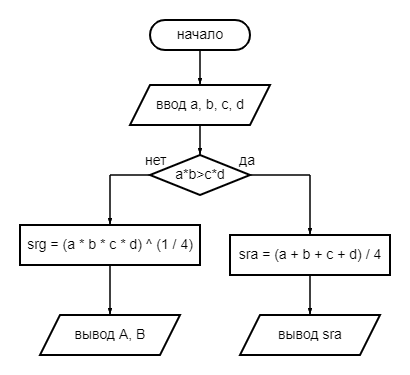 начало
ввод a, b, c, d
нет
да
a*b>c*d
srg = (a * b * c * d) ^ (1 / 4)
sra = (a + b + c + d) / 4
вывод А, В
вывод sra